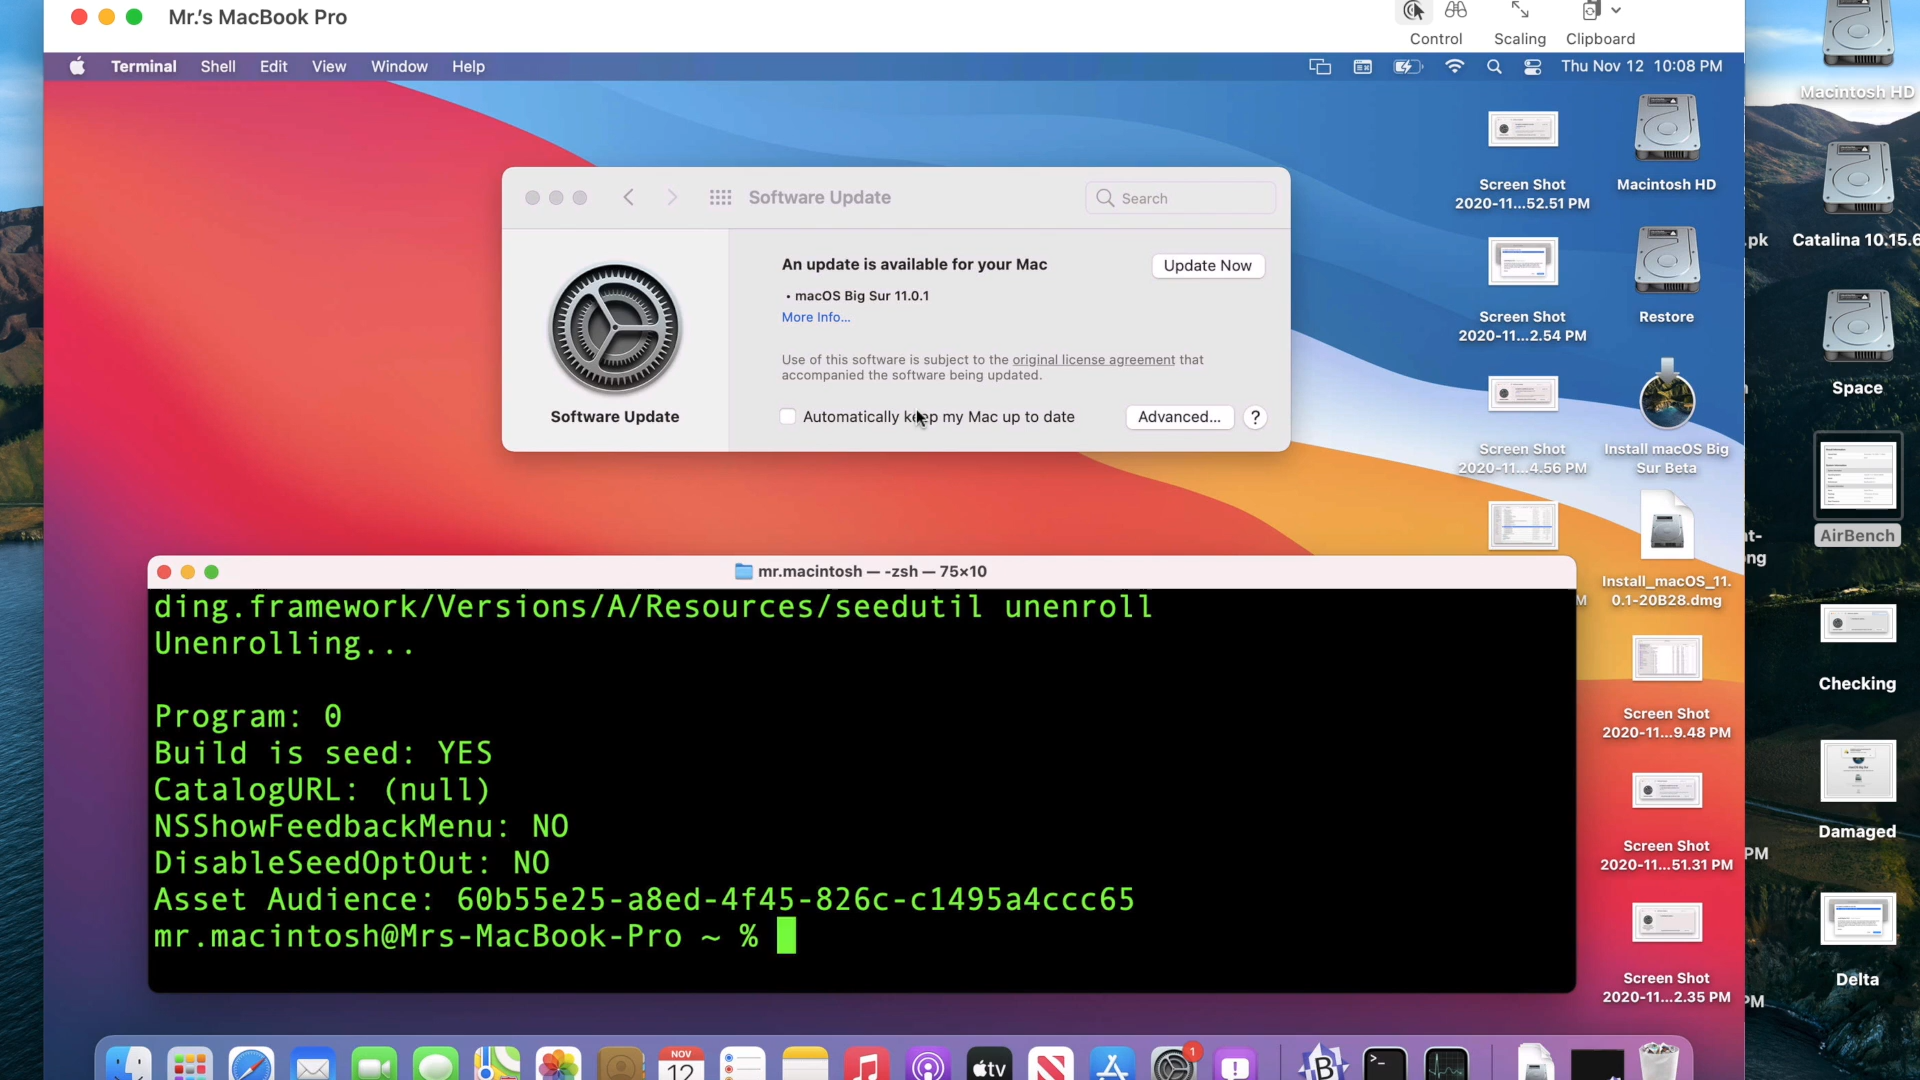 Mr.'s MacBook Pro
Control
Scaling
Clipboard
Terminal Shell Edit View Window Help
Thu Nov 12 10:08 PM
Software Update
Search
Software Update
An update is available for your Mac
Update Now
• macOS Big Sur 11.0.1
More Info...
Use of this software is subject to the original license agreement that
accompanied the software being updated.
Automatically keep my Mac up to date
Advanced...
?
Screen Shot
2020-11...52.51 PM
Screen Shot
2020-11...2.54 PM
Screen Shot
2020-11...4.56 PM
M
Macintosh HD
Restore
Install macOS Big
Sur Beta
Install_macOS_11.
0.1-20B28.dmg
Screen Shot
2020-11...9.48 PM
Screen Shot
2020-11...51.31 PM
Screen Shot
2020-11...2.35 PM
mr.macintosh — -zsh — 75×10
ding.framework/Versions/A/Resources/seedutil unenroll
Unenrolling...
Program: 0
Build is seed: YES
CatalogURL: (null)
NSShowFeedbackMenu: NO
DisableSeedOptOut: NO
Asset Audience: 60b55e25-a8ed-4f45-826c-c1495a4ccc65
mr.macintosh@Mrs-MacBook-Pro ~ %
Macintosh HD
.pk
Catalina 10.15.6
Space
AirBench
t-
ng
Checking
Damaged
PM
Delta
PM
NOV
12
tv
1